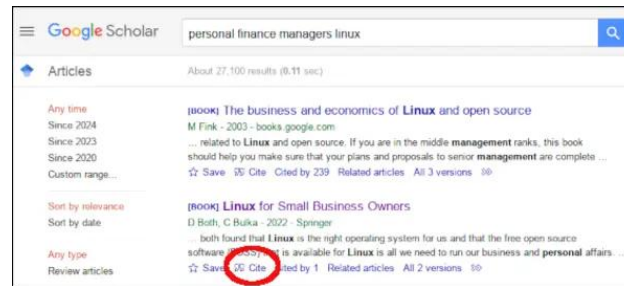 Google Scholar
personal finance managers linux
Articles
About 27,100 results (0.11 sec)
Any time
Since 2024
Since 2023
Since 2020
Custom range...
Sort by relevance
Sort by date
Any type
Review articles
[BOOK] The business and economics of Linux and open source
M Fink - 2003 - books.google.com
... related to Linux and open source. If you are in the middle management ranks, this book
should help you make sure that your plans and proposals to senior management are complete ...
Save Cite Cited by 239 Related articles All 3 versions
[BOOK] Linux for Small Business Owners
D Both, C Bulka - 2022 - Springer
... both found that Linux is the right operating system for us and that the free open source
software is available for Linux is all we need to run our business and personal affairs. ...
Save Cite Cited by 1 Related articles All 2 versions